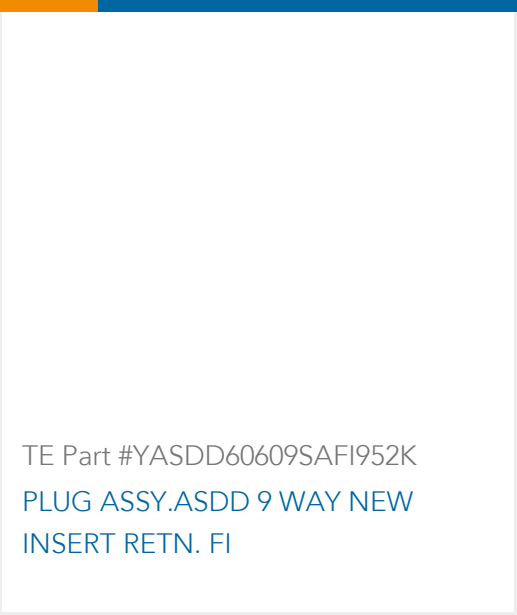 TE Part #YASDD60609SAFI952K
PLUG ASSY.ASDD 9 WAY NEW
INSERT RETN. FI